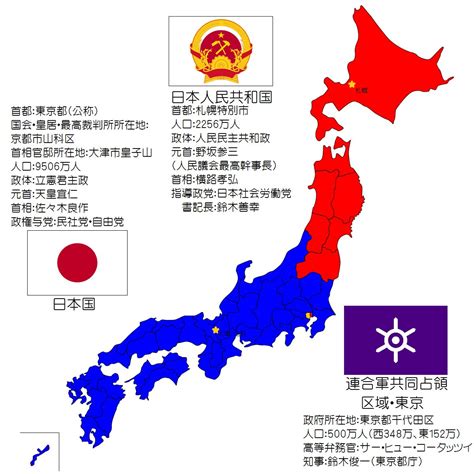 日本人民共和国
首都:札幌特別市
人口:2256万人
政体:人民民主共和政
元首:野坂参三
(人民議会最高幹事長)
首相:横路孝弘
指導政党:日本社会労働党
書記長:鈴木善幸
札幌
首都:東京都(公称)
国会・皇居・最高裁判所所在地:
京都市山科区
首相官邸所在地:大津市皇子山
人口:9506万人
政体:立憲君主政
元首:天皇宣仁
首相:佐々木良作
政権与党:民社党・自由党
日本国
連合軍共同占領
区域・東京
政府所在地:東京都千代田区
人口:500万人(西348万、東152万)
高等弁務官:サー・ヒュー・コータッツイ
知事:鈴木俊一(東京都庁)